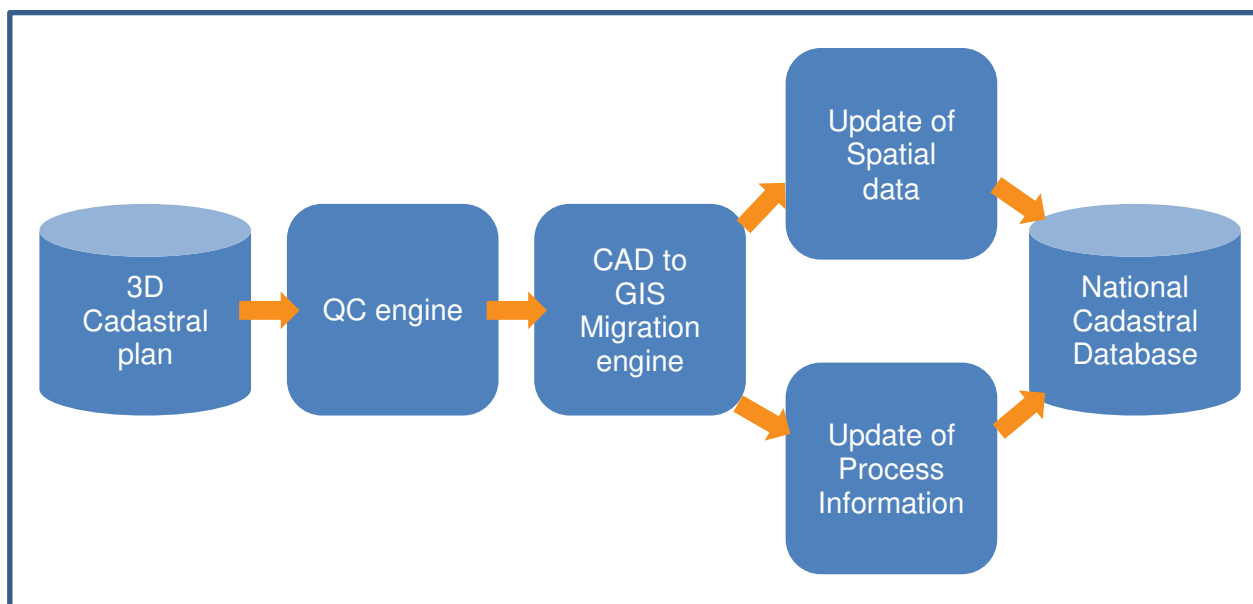 3D
Cadastral
plan
QC engine
CAD to
GIS
Migration
engine
Update of
Spatial
data
Update of
Process
Information
National
Cadastral
Database